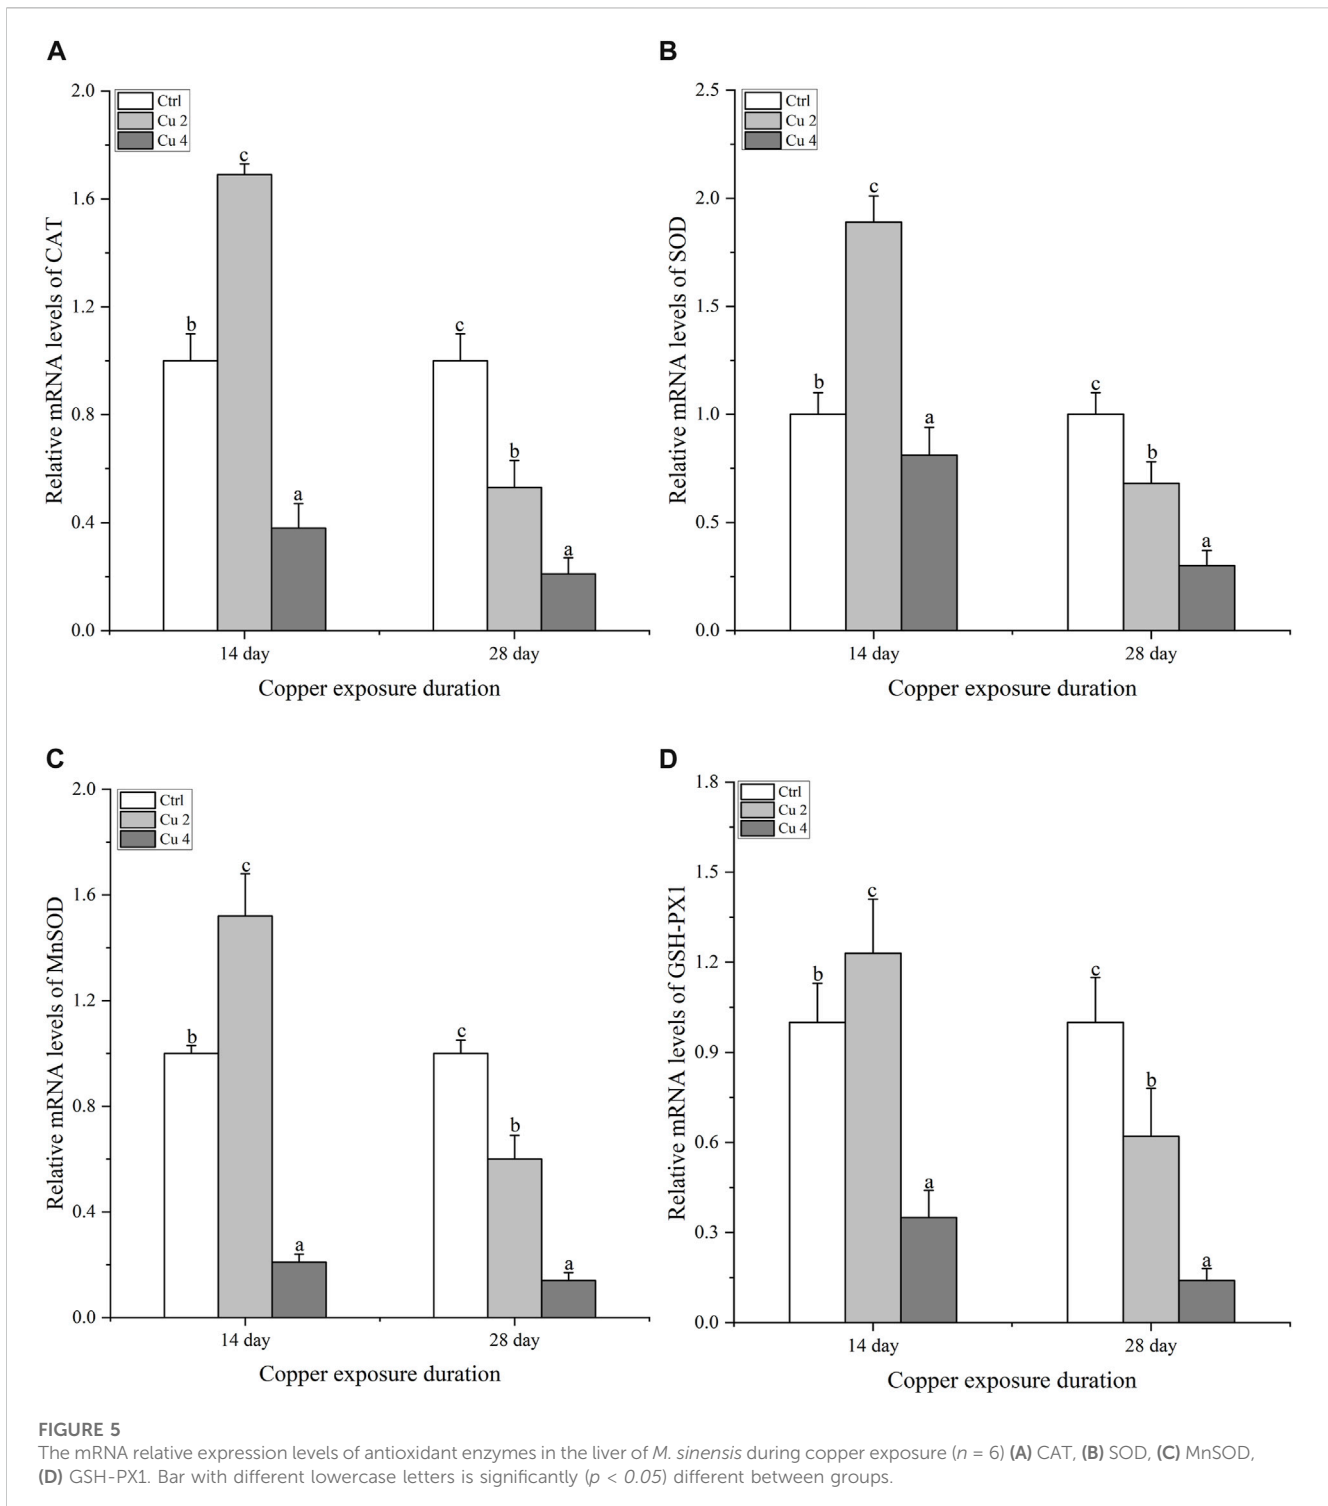 A
2.0
1.6
1.2
0.8
0.4
0.0
Relative mRNA levels of CAT
Ctrl
Cu 2
Cu 4
b
c
a
c
b
a
14 day
28 day
Copper exposure duration
B
2.5
2.0
1.5
1.0
0.5
0.0
Relative mRNA levels of SOD
Ctrl
Cu 2
Cu 4
b
c
a
c
b
a
14 day
28 day
Copper exposure duration
C
2.0
1.6
1.2
0.8
0.4
0.0
Relative mRNA levels of MnSOD
Ctrl
Cu 2
Cu 4
b
c
a
c
b
a
14 day
28 day
Copper exposure duration
D
1.8
1.5
1.2
0.9
0.6
0.3
0.0
Relative mRNA levels of GSH-PX1
Ctrl
Cu 2
Cu 4
b
c
a
c
b
a
14 day
28 day
Copper exposure duration
FIGURE 5
The mRNA relative expression levels of antioxidant enzymes in the liver of M. sinensis during copper exposure (n = 6) (A) CAT, (B) SOD, (C) MnSOD,
(D) GSH-PX1. Bar with different lowercase letters is significantly (p < 0.05) different between groups.